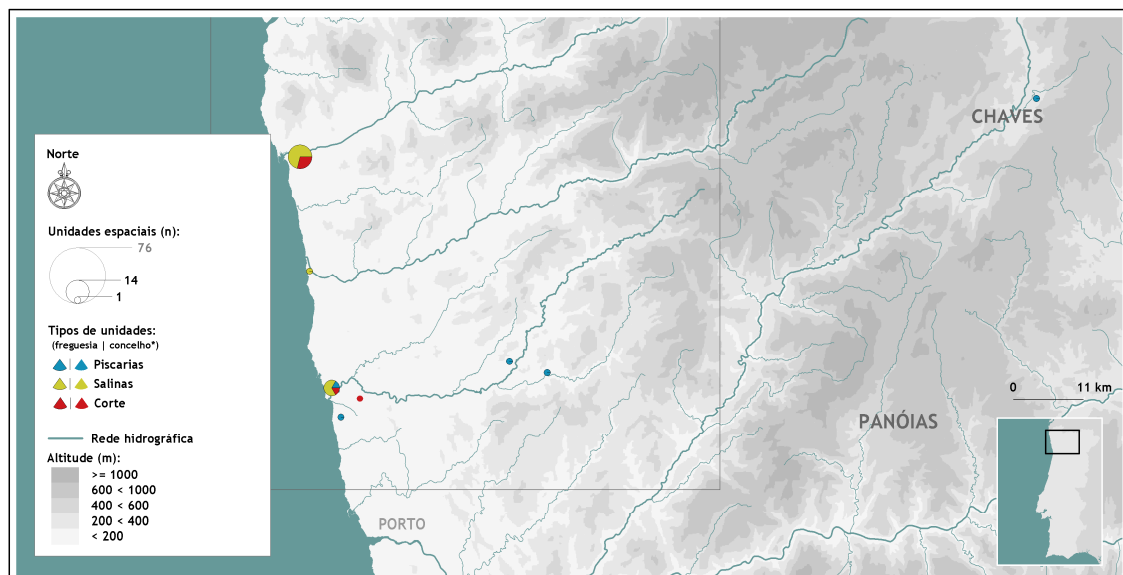 Norte
Unidades espaciais (n):
76
14
1
Tipos de unidades:
(freguesia | concelho*)
Piscarias
Salinas
Corte
Rede hidrográfica
Altitude (m):
>= 1000
600 < 1000
400 < 600
200 < 400
< 200
CHAVES
PANÓIAS
PORTO
0 11 km